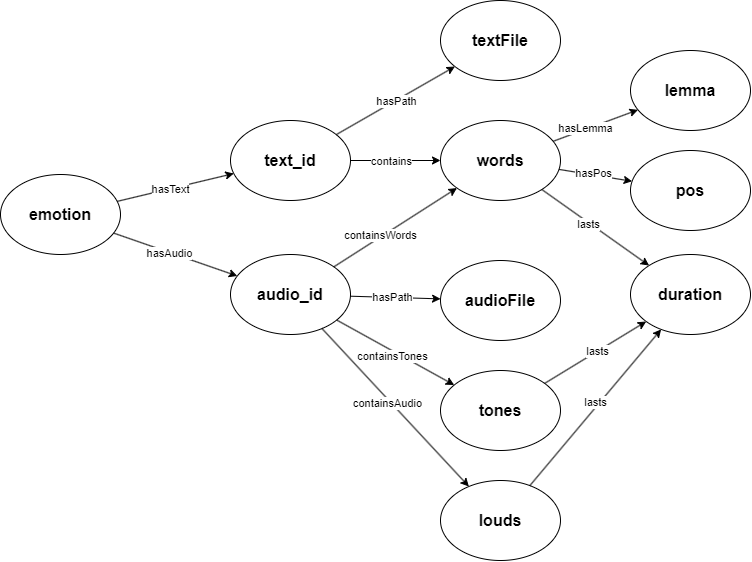 textFile
lemma
hasPath
hasLemma
text_id
contains
words
hasPos
pos
hasText
emotion
lasts
containsWords
hasAudio
audio_id
hasPath
audioFile
duration
containsTones
lasts
containsAudio
tones
lasts
louds